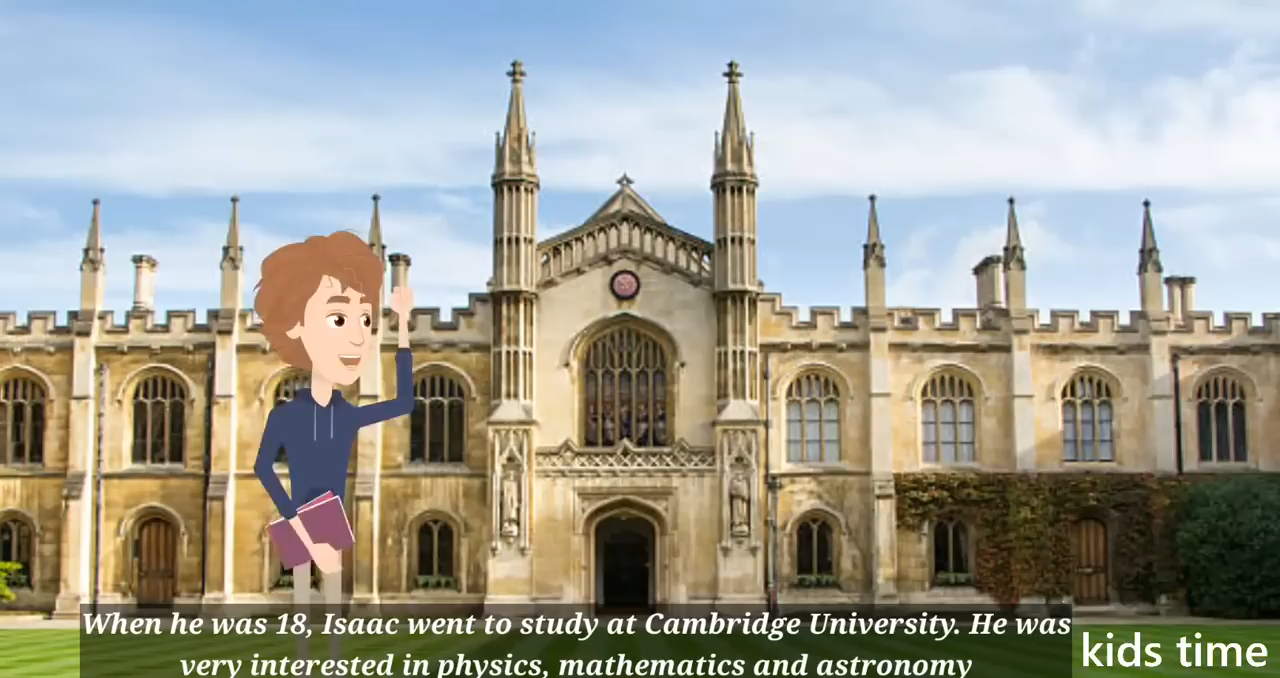 When he was 18, Isaac went to study at Cambridge University. He was
very interested in physics, mathematics and astronomy
kids time